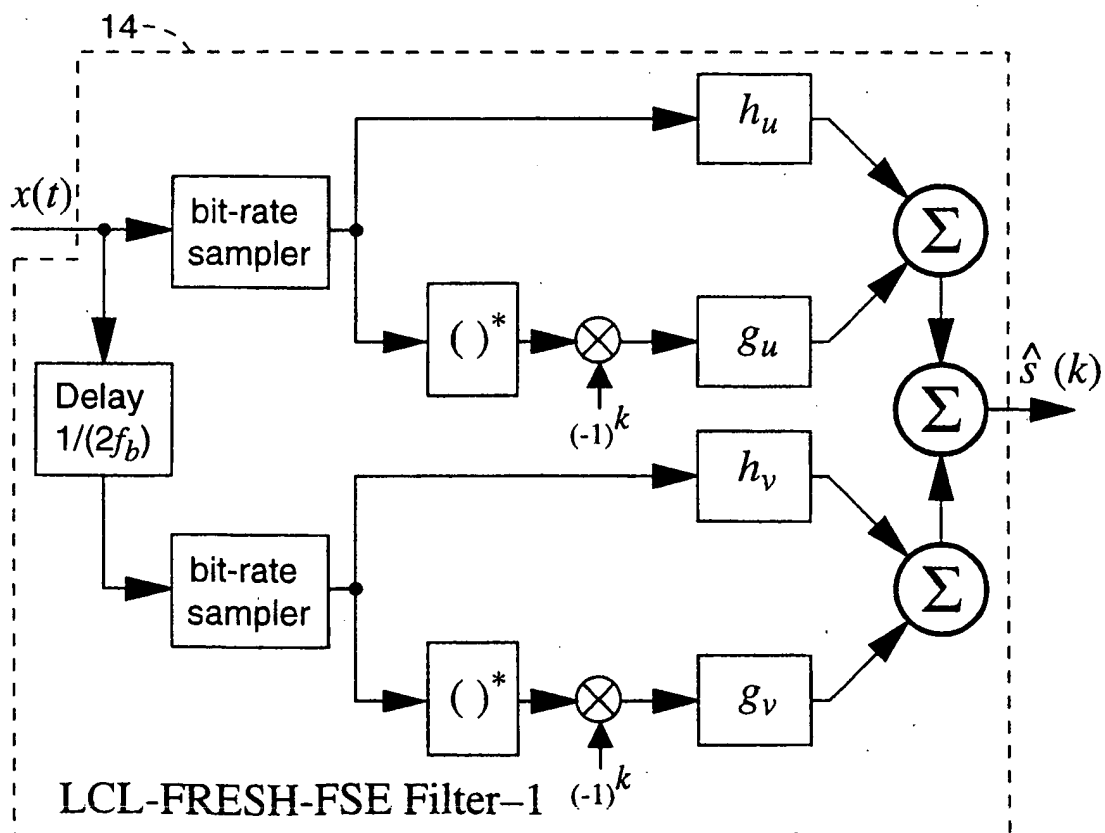 14
x(t)
bit-rate
sampler
h_u
Σ
( )*
g_u
(-1)^k
Σ
ŝ (k)
Delay
1/(2f_b)
h_v
bit-rate
sampler
Σ
( )*
g_v
(-1)^k
LCL-FRESH-FSE Filter–1